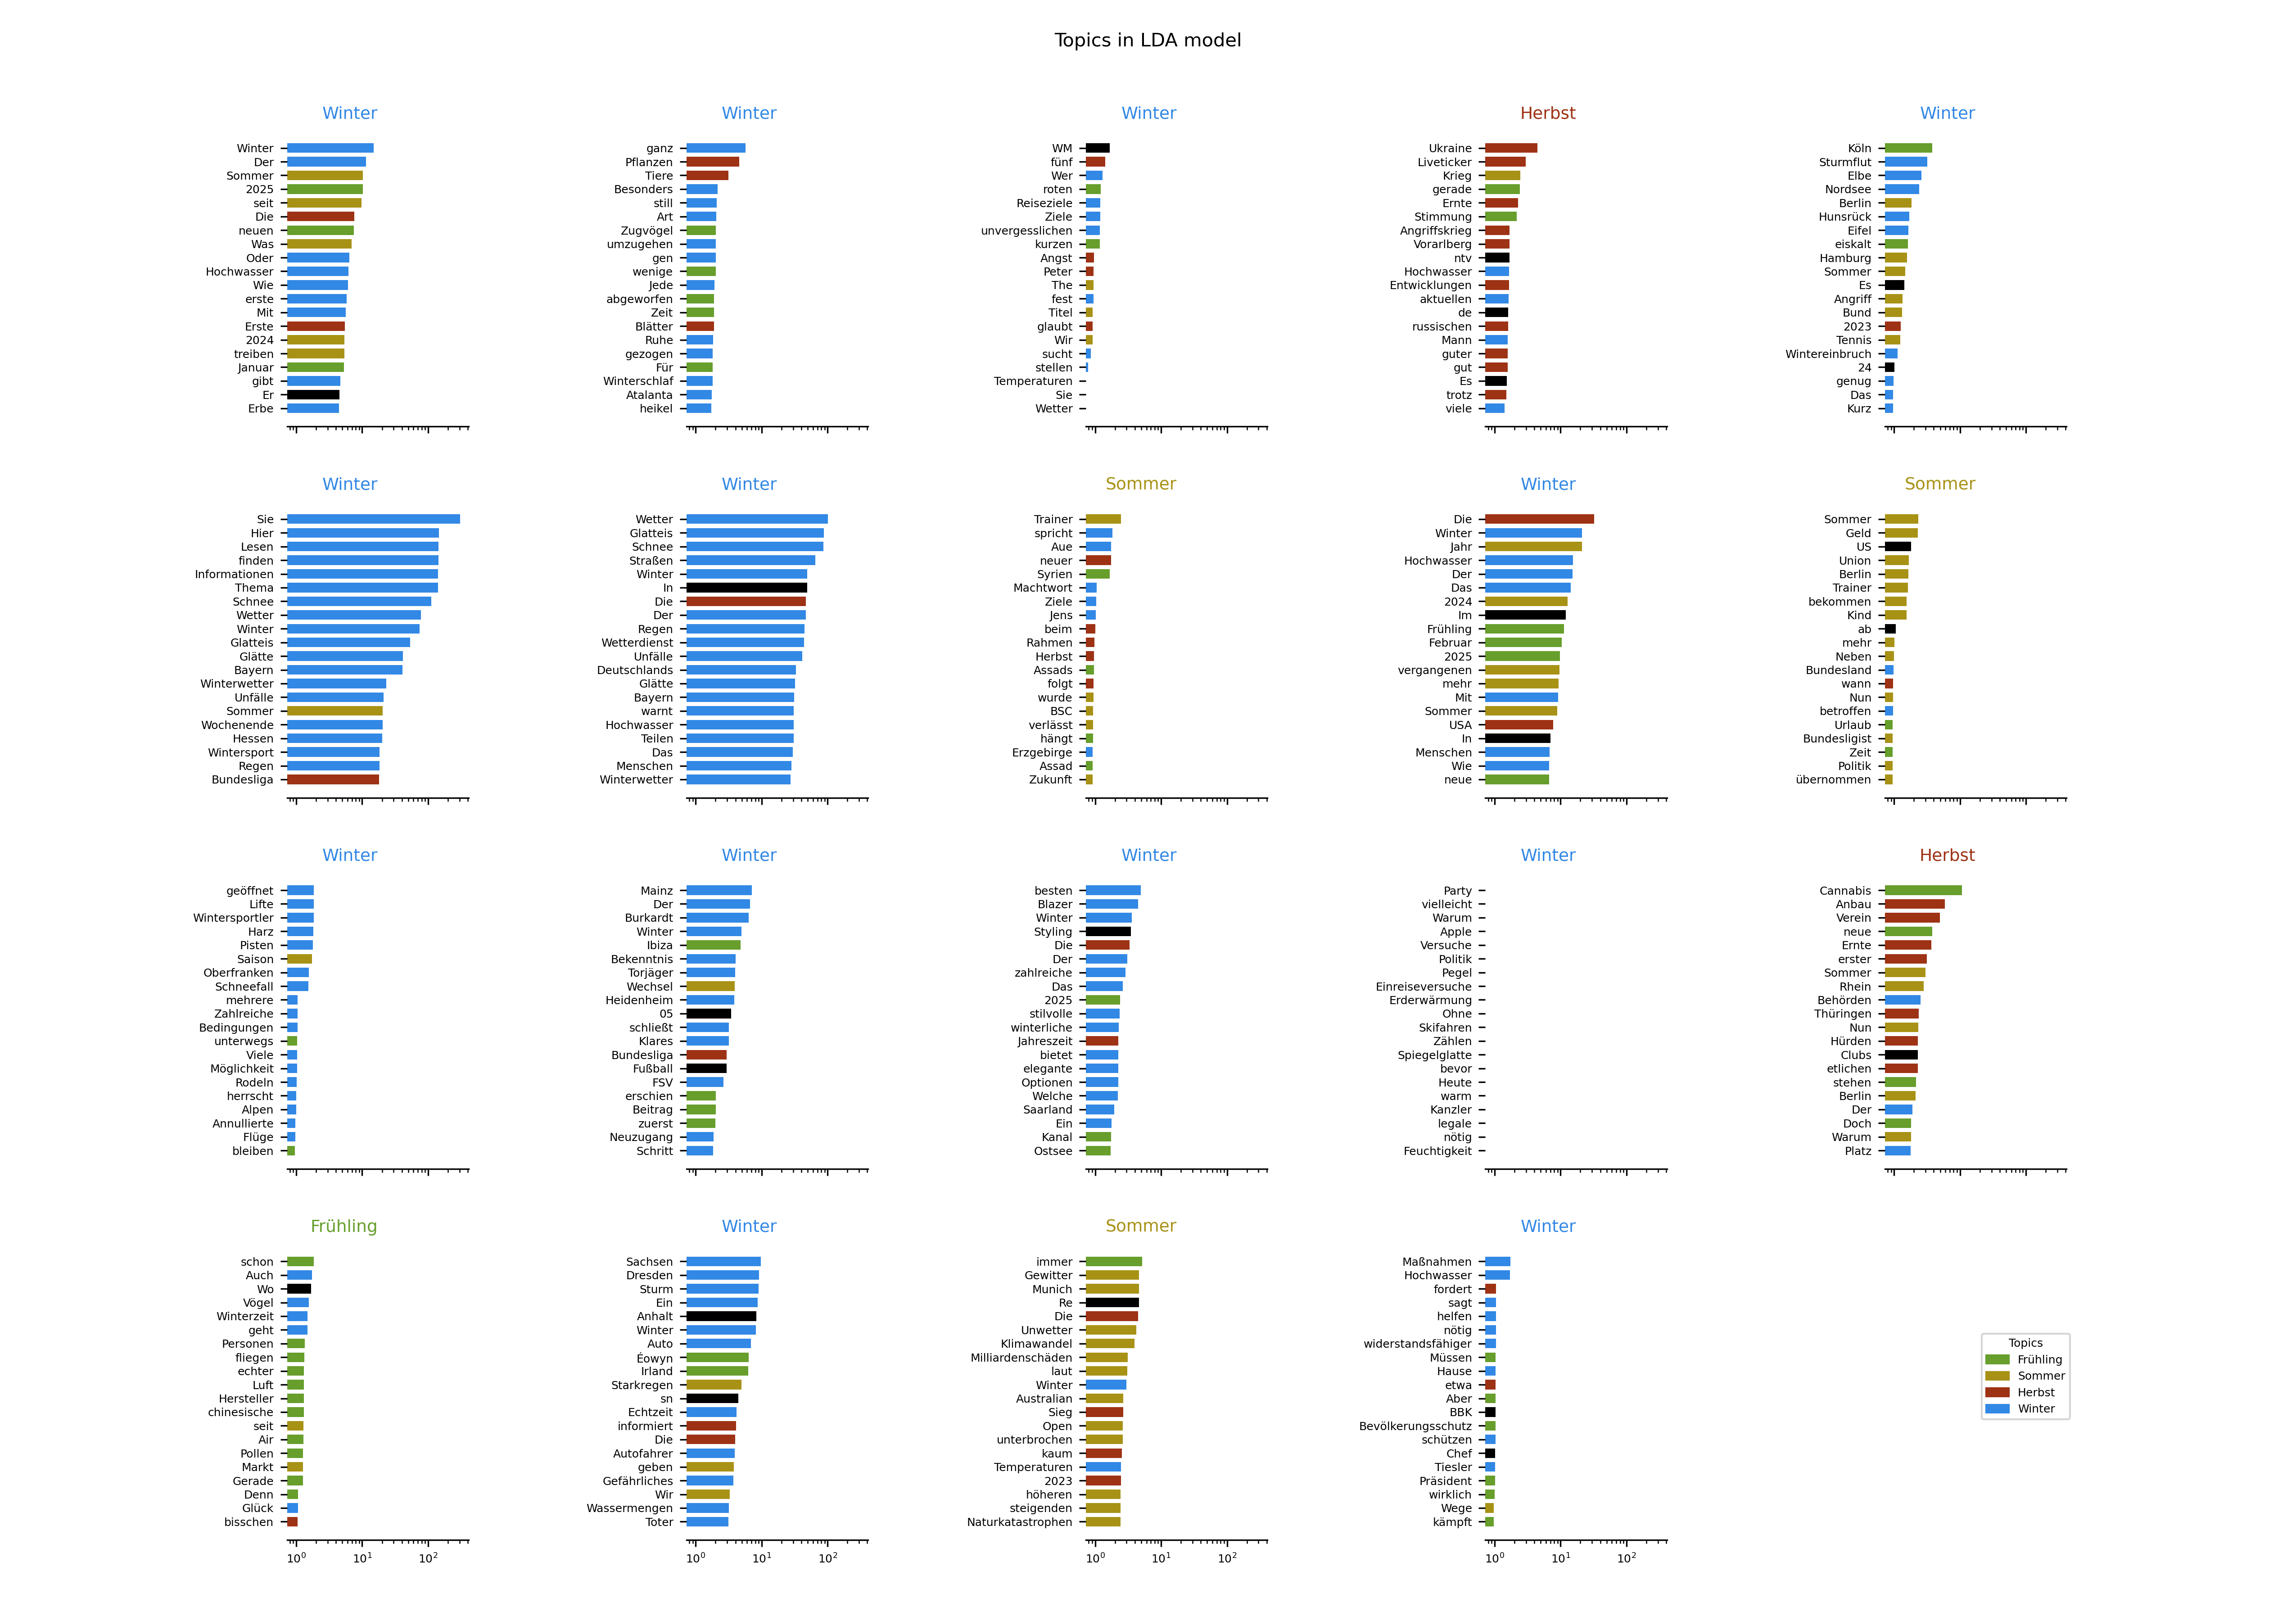 Topics in LDA model
Winter
Winter
Der
Sommer
2025
seit
Die
neuen
Was
Oder
Hochwasser
Wie
erste
Mit
Erste
2024
treiben
Januar
gibt
Er
Erbe
Winter
ganz
Pflanzen
Tiere
Besonders
still
Art
Zugvögel
umzugehen
gen
wenige
Jede
abgeworfen
Zeit
Blätter
Ruhe
gezogen
Für
Winterschlaf
Atalanta
heikel
Winter
WM
fünf
Wer
roten
Reiseziele
Ziele
unvergesslichen
kurzen
Angst
Peter
The
fest
Titel
glaubt
Wir
sucht
stellen
Temperaturen
Sie
Wetter
Herbst
Ukraine
Liveticker
Krieg
gerade
Ernte
Stimmung
Angriffskrieg
Vorarlberg
ntv
Hochwasser
Entwicklungen
aktuellen
de
russischen
Mann
guter
gut
Es
trotz
viele
Winter
Köln
Sturmflut
Elbe
Nordsee
Berlin
Hunsrück
Eifel
eiskalt
Hamburg
Sommer
Es
Angriff
Bund
2023
Tennis
Wintereinbruch
24
genug
Das
Kurz
Winter
Sie
Hier
Lesen
finden
Informationen
Thema
Schnee
Wetter
Winter
Glatteis
Glätte
Bayern
Winterwetter
Unfälle
Sommer
Wochenende
Hessen
Wintersport
Regen
Bundesliga
Winter
Wetter
Glatteis
Schnee
Straßen
Winter
In
Die
Der
Regen
Wetterdienst
Unfälle
Deutschlands
Glätte
Bayern
warnt
Hochwasser
Teilen
Das
Menschen
Winterwetter
Sommer
Trainer
spricht
Aue
neuer
Syrien
Machtwort
Ziele
Jens
beim
Rahmen
Herbst
Assads
folgt
wurde
BSC
verlässt
hängt
Erzgebirge
Assad
Zukunft
Winter
Die
Winter
Jahr
Hochwasser
Der
Das
2024
Im
Frühling
Februar
2025
vergangenen
mehr
Mit
Sommer
USA
In
Menschen
Wie
neue
Sommer
Sommer
Geld
US
Union
Berlin
Trainer
bekommen
Kind
ab
mehr
Neben
Bundesland
wann
Nun
betroffen
Urlaub
Bundesligist
Zeit
Politik
übernommen
Winter
geöffnet
Lifte
Wintersportler
Harz
Pisten
Saison
Oberfranken
Schneefall
mehrere
Zahlreiche
Bedingungen
unterwegs
Viele
Möglichkeit
Rodeln
herrscht
Alpen
Annullierte
Flüge
bleiben
Winter
Mainz
Der
Burkardt
Winter
Ibiza
Bekenntnis
Torjäger
Wechsel
Heidenheim
05
schließt
Klares
Bundesliga
Fußball
FSV
erschien
Beitrag
zuerst
Neuzugang
Schritt
Winter
besten
Blazer
Winter
Styling
Die
Der
zahlreiche
Das
2025
stilvolle
winterliche
Jahreszeit
bietet
elegante
Optionen
Welche
Saarland
Ein
Kanal
Ostsee
Winter
Party
vielleicht
Warum
Apple
Versuche
Politik
Pegel
Einreiseversuche
Erderwärmung
Ohne
Skifahren
Zählen
Spiegelglatte
bevor
Heute
warm
Kanzler
legale
nötig
Feuchtigkeit
Herbst
Cannabis
Anbau
Verein
neue
Ernte
erster
Sommer
Rhein
Behörden
Thüringen
Nun
Hürden
Clubs
etlichen
stehen
Berlin
Der
Doch
Warum
Platz
Frühling
schon
Auch
Wo
Vögel
Winterzeit
geht
Personen
fliegen
echter
Luft
Hersteller
chinesische
seit
Air
Pollen
Markt
Gerade
Denn
Glück
bisschen
10⁰ 10¹ 10²
Winter
Sachsen
Dresden
Sturm
Ein
Anhalt
Winter
Auto
Éowyn
Irland
Starkregen
sn
Echtzeit
informiert
Die
Autofahrer
geben
Gefährliches
Wir
Wassermengen
Toter
10⁰ 10¹ 10²
Sommer
immer
Gewitter
Munich
Re
Die
Unwetter
Klimawandel
Milliardenschäden
laut
Winter
Australian
Sieg
Open
unterbrochen
kaum
Temperaturen
2023
höheren
steigenden
Naturkatastrophen
10⁰ 10¹ 10²
Winter
Maßnahmen
Hochwasser
fordert
sagt
helfen
nötig
widerstandsfähiger
Müssen
Hause
etwa
Aber
BBK
Bevölkerungsschutz
schützen
Chef
Tiesler
Präsident
wirklich
Wege
kämpft
10⁰ 10¹ 10²
Topics
Frühling
Sommer
Herbst
Winter